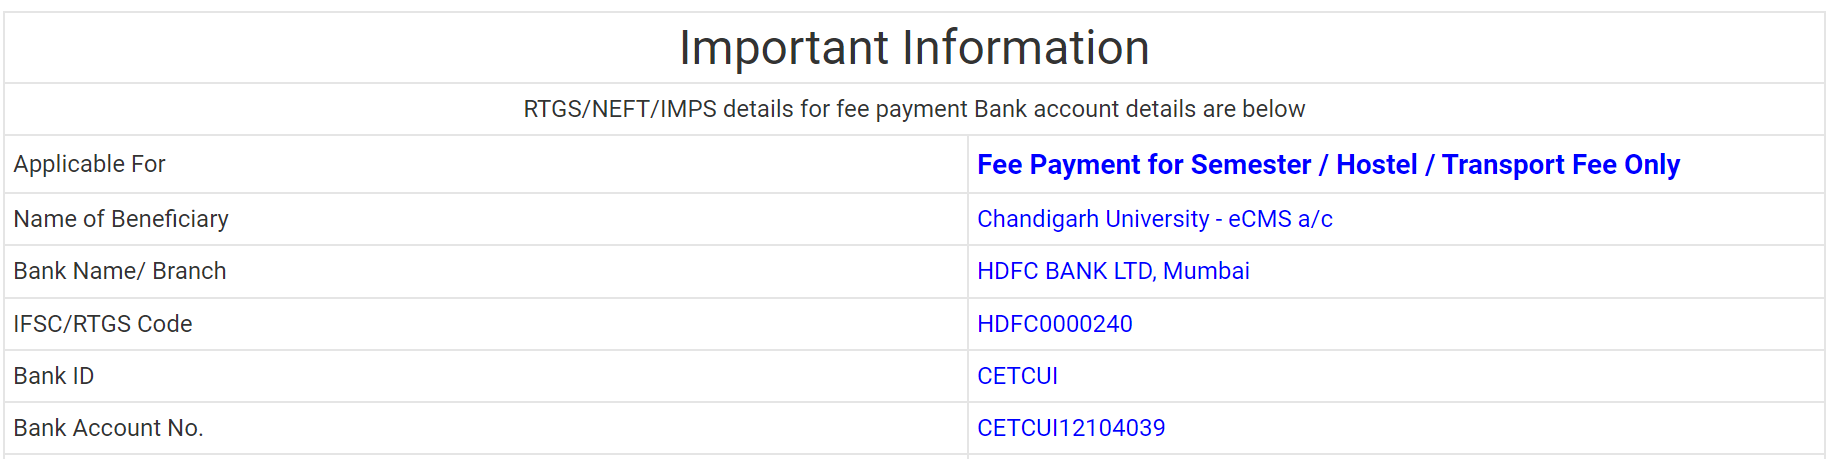 Important Information
RTGS/NEFT/IMPS details for fee payment Bank account details are below
Applicable For Fee Payment for Semester / Hostel / Transport Fee Only
Name of Beneficiary Chandigarh University - eCMS a/c
Bank Name/ Branch HDFC BANK LTD, Mumbai
IFSC/RTGS Code HDFC0000240
Bank ID CETCUI
Bank Account No. CETCUI12104039